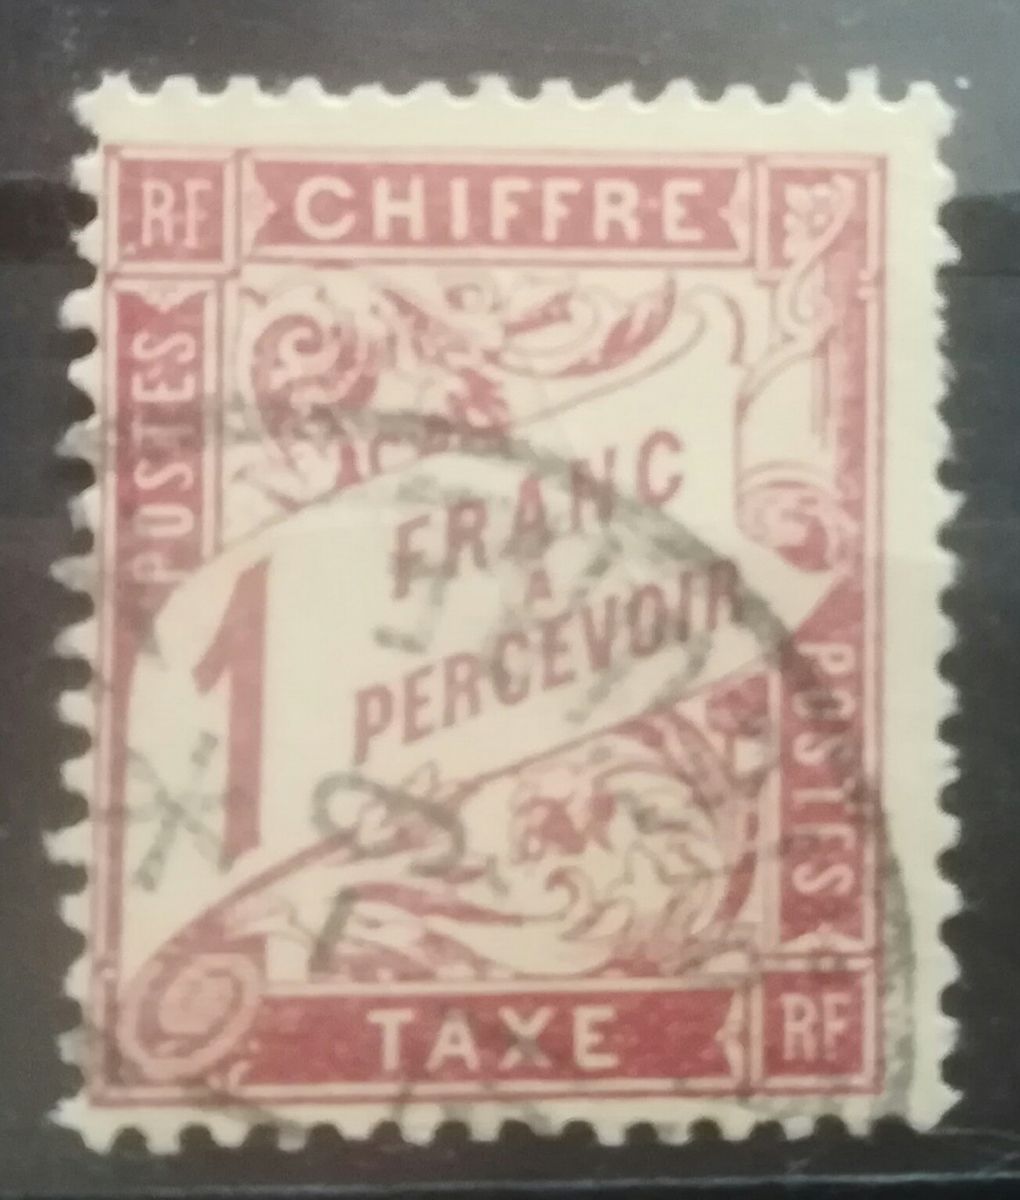 RF CHIFFRE
POSTES
1 FRANC
A
PERCEVOIR
POSTES
TAXE RF